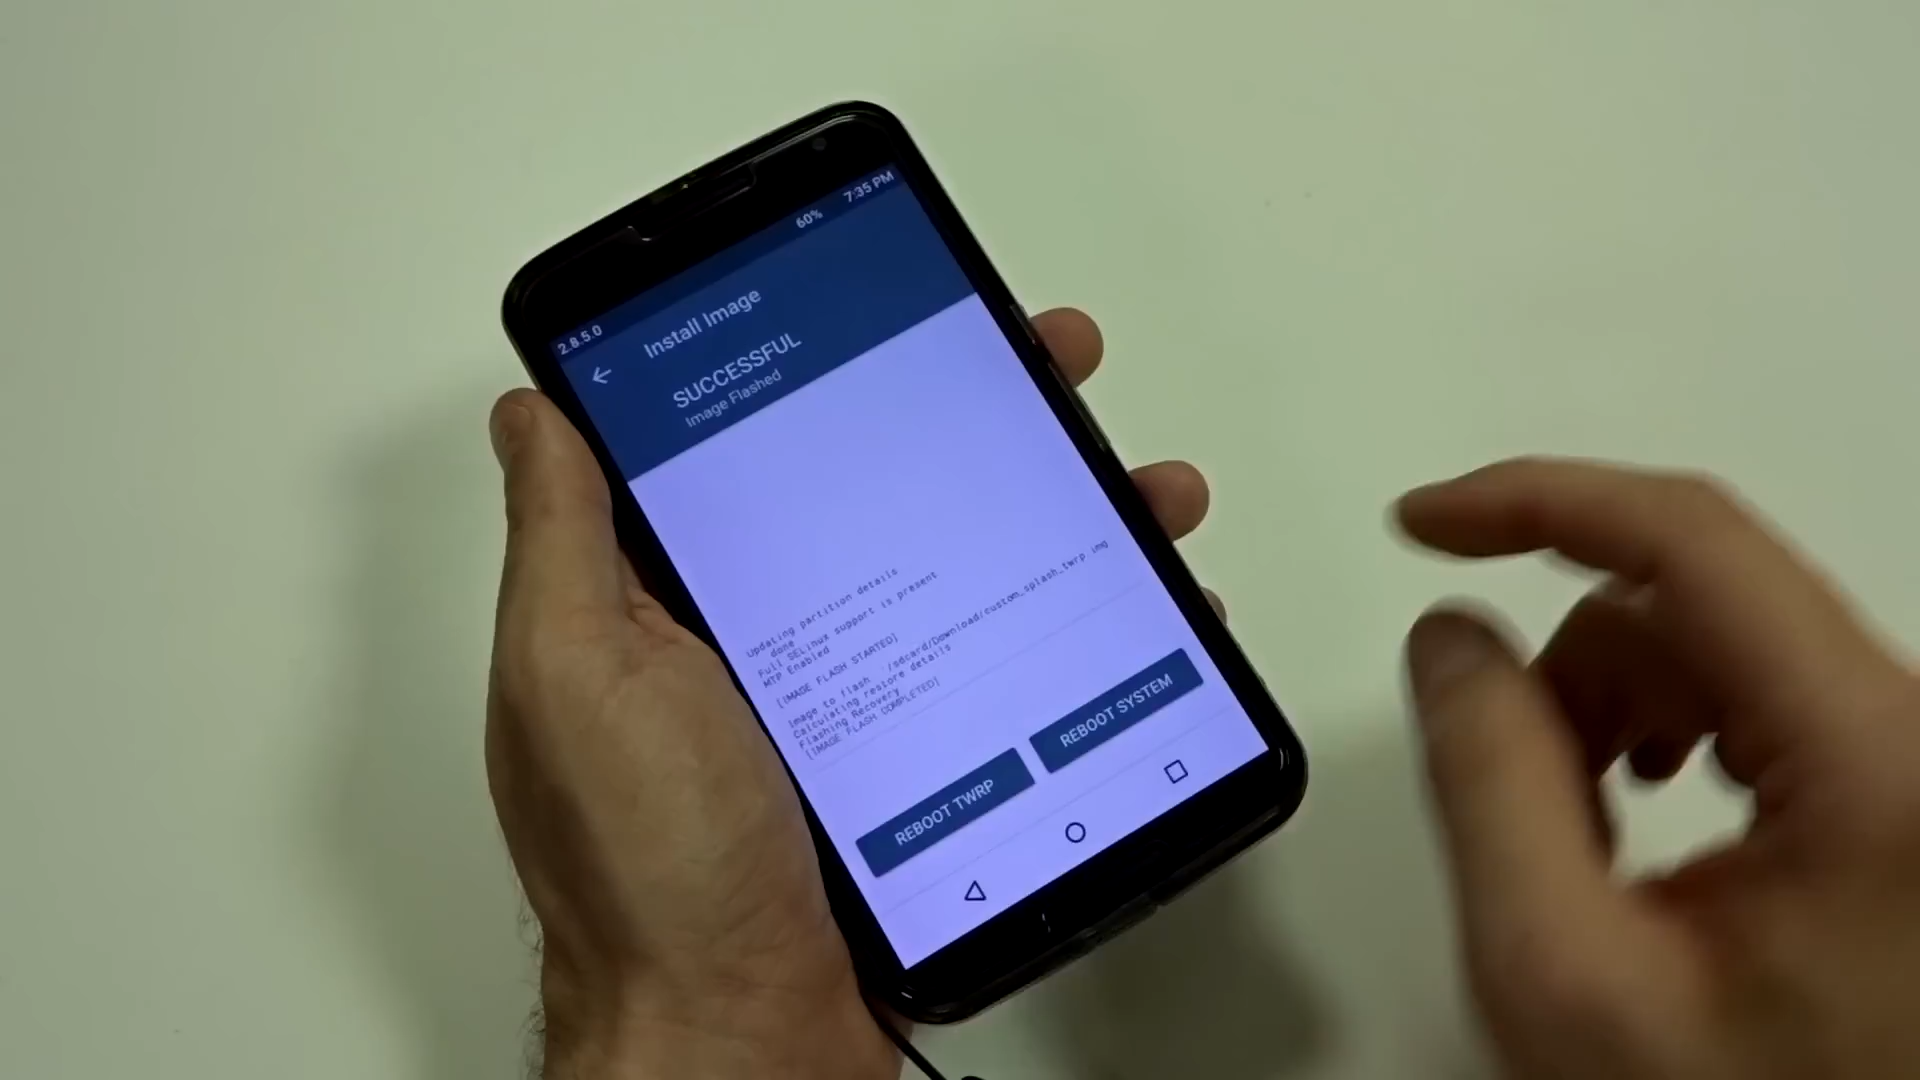 60% 7:35 PM
2.8.5.0
Install Image
SUCCESSFUL
Image Flashed
Updating partition details
done
Full SELinux support is present
MTP Enabled
[IMAGE FLASH STARTED]
Image to flash '/sdcard/Download/custom_splash_twrp img
Calculating restore details
Flashing Recovery
[IMAGE FLASH COMPLETED]
REBOOT TWRP
REBOOT SYSTEM